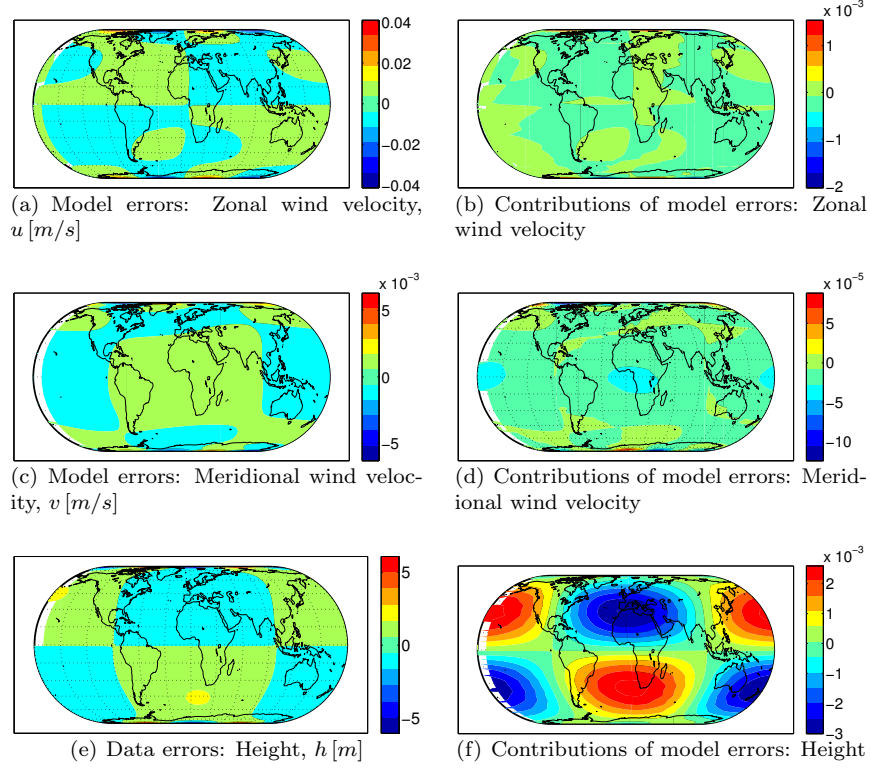 0.04
0.02
0
−0.02
−0.04
x 10⁻³
1
0
−1
−2
(a) Model errors: Zonal wind velocity,
u [m/s]
(b) Contributions of model errors: Zonal
wind velocity
x 10⁻³
5
0
−5
x 10⁻⁵
5
0
−5
−10
(c) Model errors: Meridional wind veloc-
ity, v [m/s]
(d) Contributions of model errors: Merid-
ional wind velocity
5
0
−5
x 10⁻³
2
1
0
−1
−2
−3
(e) Data errors: Height, h [m]
(f) Contributions of model errors: Height